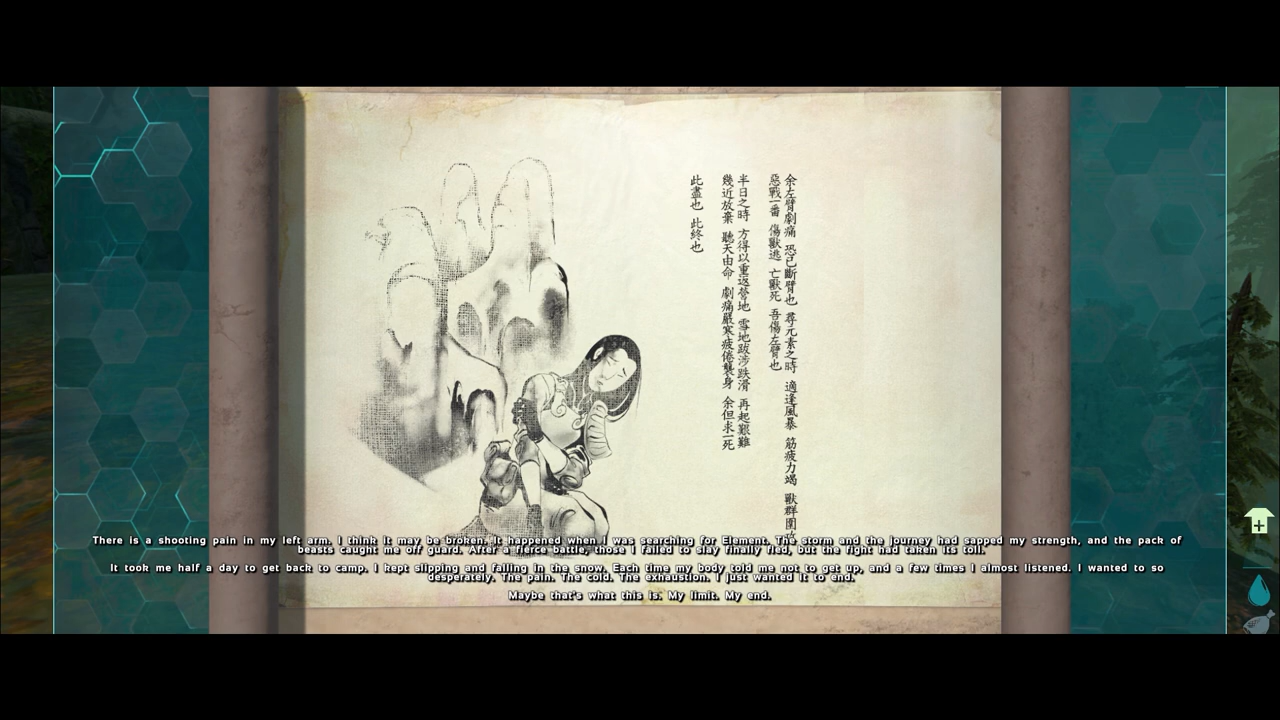 余左臂劇痛 恐已斷臂也 尋元素之時 適逢風暴 筋疲力竭 獸群圍
惡戰一番 傷獸逃 亡獸死 吾傷左臂也
半日之時 方得以重返營地 雪地跋涉跌滑 再起艱難
幾近放棄 聽天由命 劇痛嚴寒疲倦襲身 余但求一死
此盡也 此終也
There is a shooting pain in my left arm. I think it may be broken. It happened when I was searching for Element. The storm and the journey had sapped my strength, and the pack of
beasts caught me off guard. After a fierce battle, those I failed to slay finally fled, but the fight had taken its toll.
It took me half a day to get back to camp. I kept slipping and falling in the snow. Each time my body told me not to get up, and a few times I almost listened. I wanted to so
desperately. The pain. The cold. The exhaustion. I just wanted it to end.
Maybe that's what this is. My limit. My end.